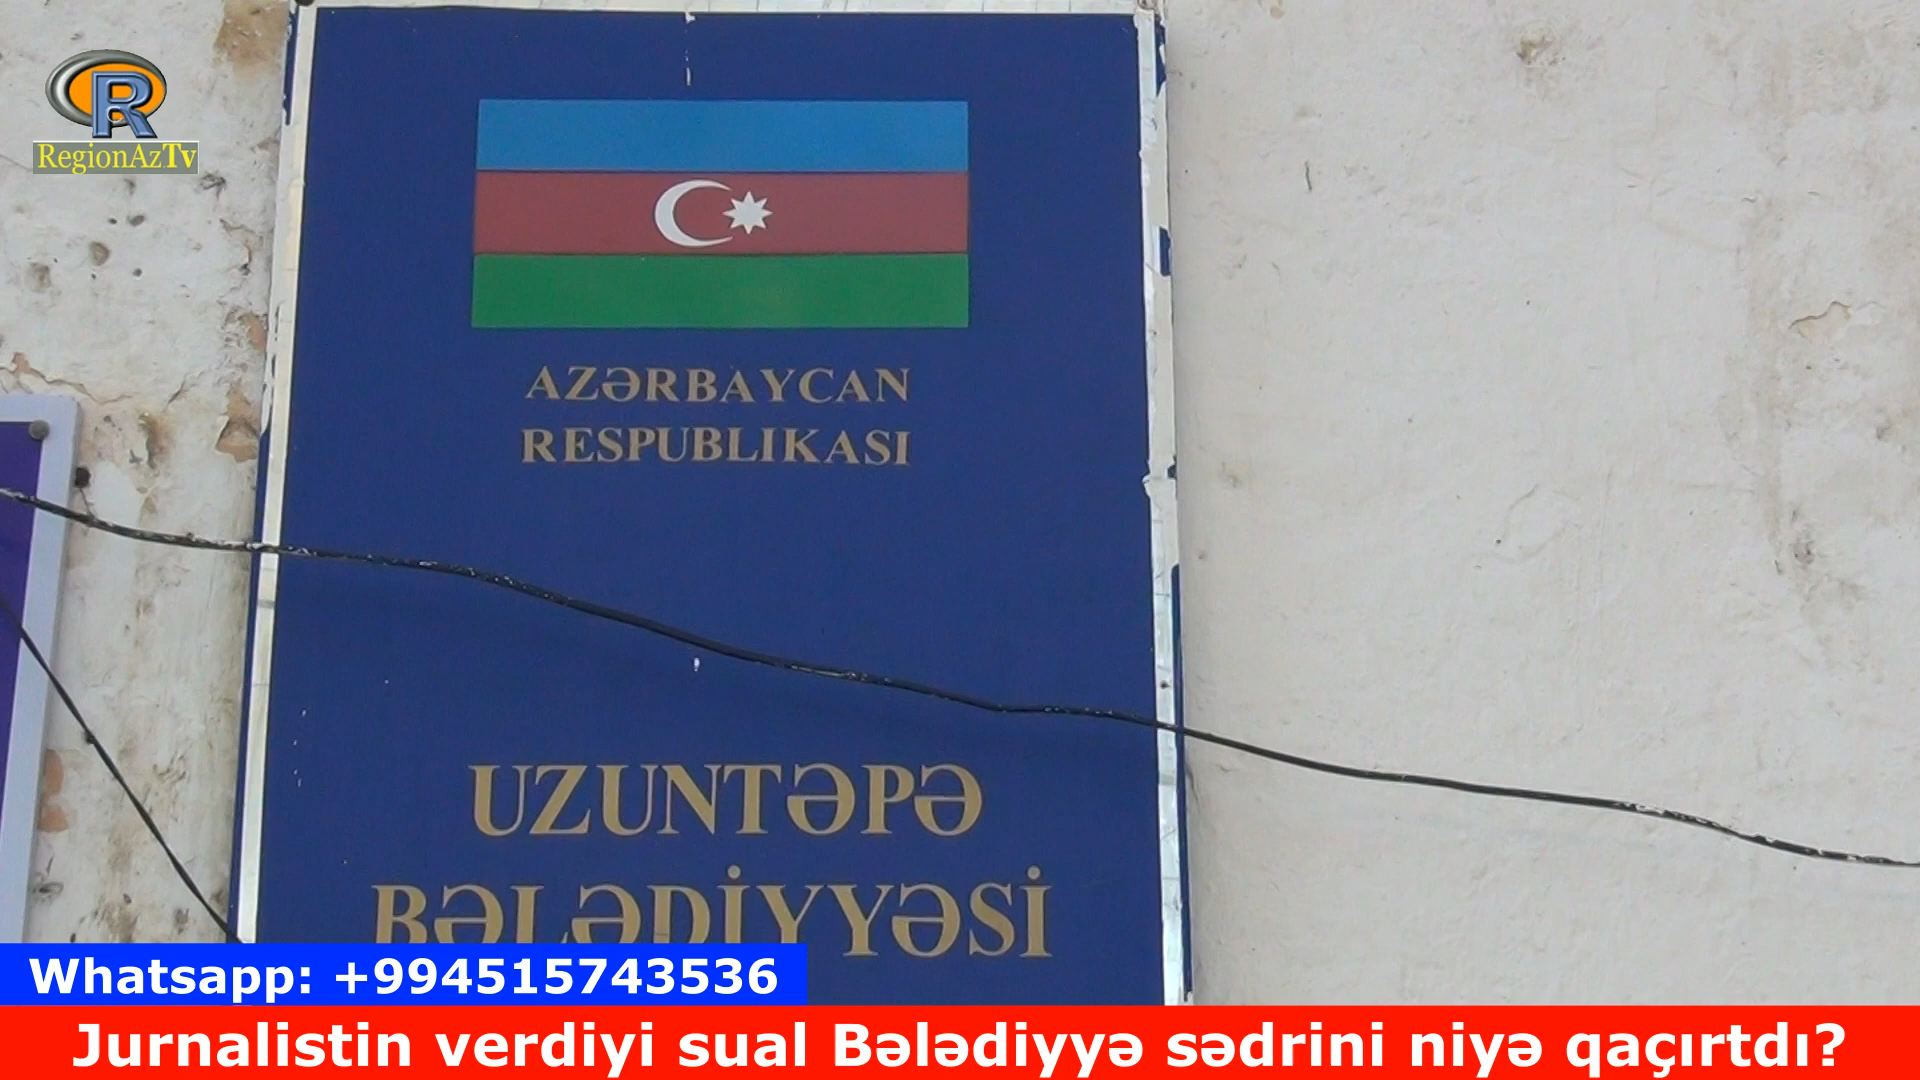 RegionAzTv
AZƏRBAYCAN
RESPUBLIKASI
UZUNTƏPƏ
BƏLƏDİYYƏSİ
Whatsapp: +994515743536
Jurnalistin verdiyi sual Bələdiyyə sədrini niyə qaçırtdı?